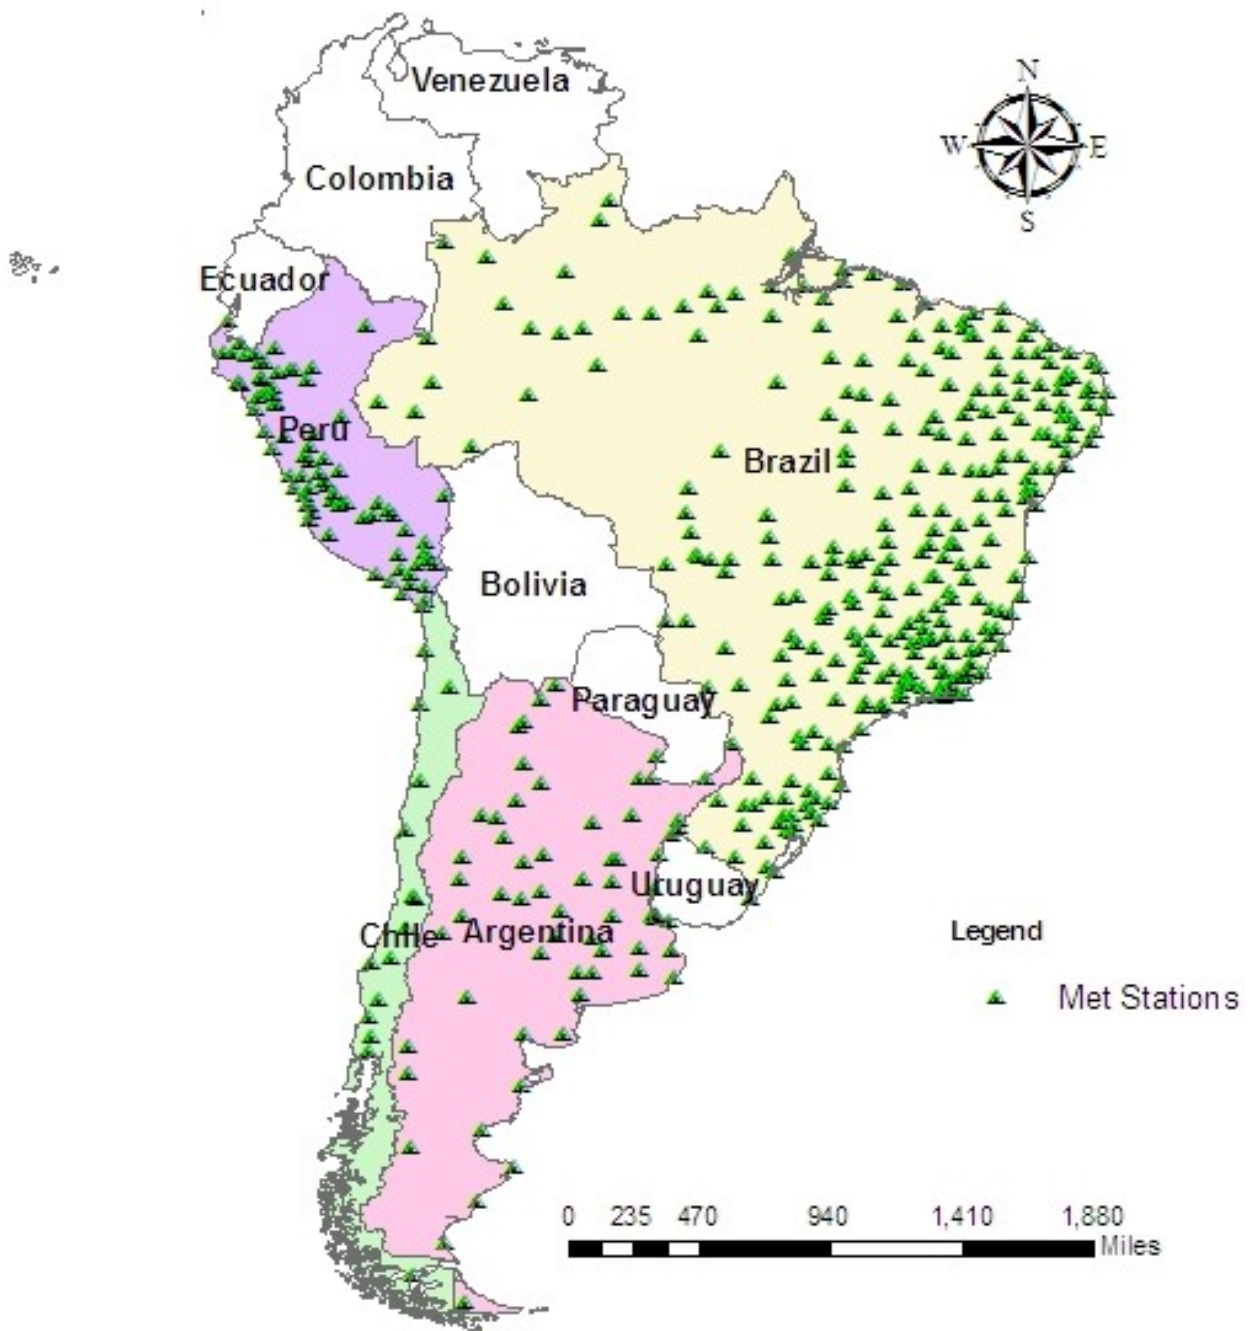 Venezuela
N
W
E
S
Colombia
Ecuador
Peru
Brazil
Bolivia
Paraguay
Uruguay
Chile
Argentina
Legend
Met Stations
0 235 470 940 1,410 1,880
Miles